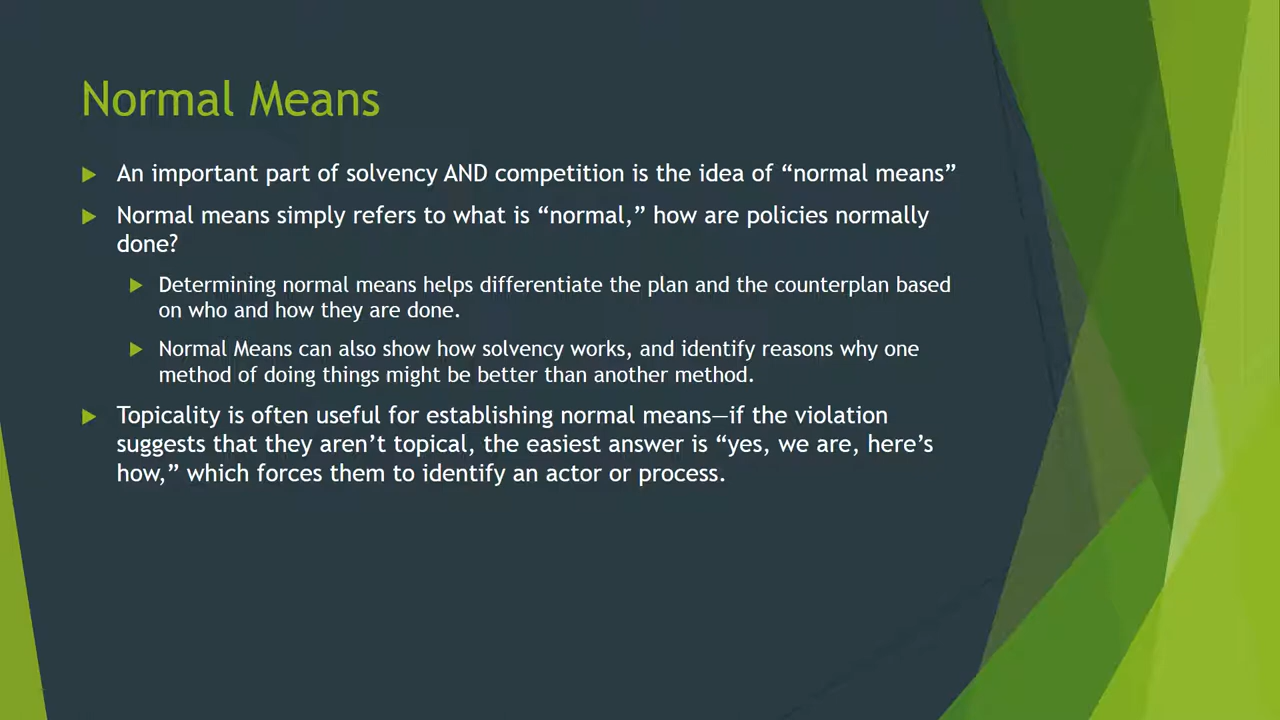 Normal Means
An important part of solvency AND competition is the idea of “normal means”
Normal means simply refers to what is “normal,” how are policies normally
done?
Determining normal means helps differentiate the plan and the counterplan based
on who and how they are done.
Normal Means can also show how solvency works, and identify reasons why one
method of doing things might be better than another method.
Topicality is often useful for establishing normal means—if the violation
suggests that they aren’t topical, the easiest answer is “yes, we are, here’s
how,” which forces them to identify an actor or process.